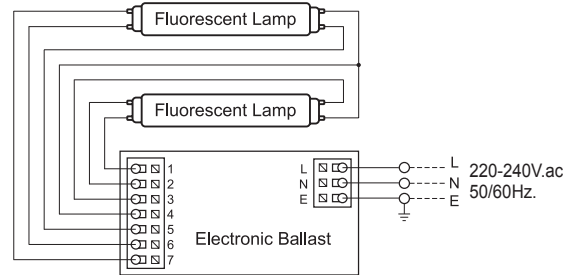 Fluorescent Lamp
Fluorescent Lamp
1
2
3
4
5
6
7
L
N
E
L
N
E
220-240V.ac
50/60Hz.
Electronic Ballast